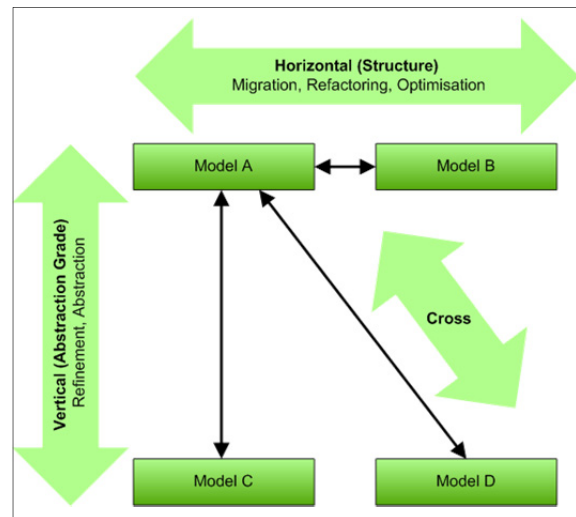 Horizontal (Structure)
Migration, Refactoring, Optimisation
Model A
Model B
Vertical (Abstraction Grade)
Refinement, Abstraction
Cross
Model C
Model D